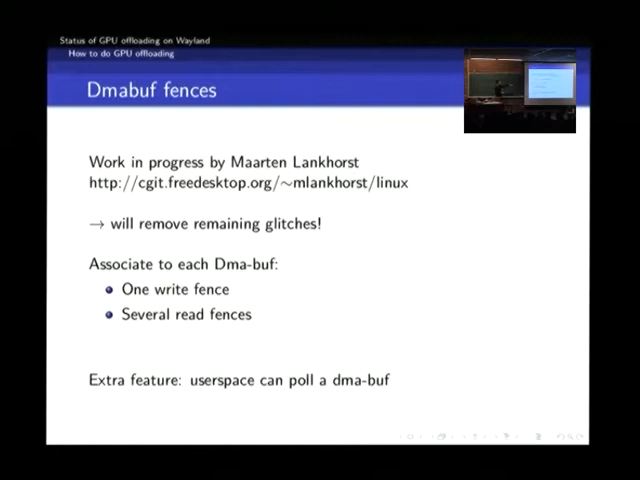 Status of GPU offloading on Wayland
How to do GPU offloading
Dmabuf fences
Work in progress by Maarten Lankhorst
http://cgit.freedesktop.org/~mlankhorst/linux
→ will remove remaining glitches!
Associate to each Dma-buf:
One write fence
Several read fences
Extra feature: userspace can poll a dma-buf